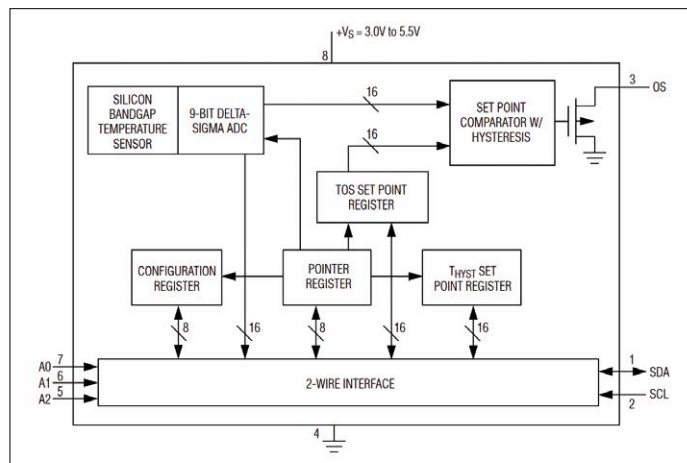 +VS = 3.0V to 5.5V
8
SILICON
BANDGAP
TEMPERATURE
SENSOR
9-BIT DELTA-
SIGMA ADC
16
16
SET POINT
COMPARATOR W/
HYSTERESIS
3
OS
TOS SET POINT
REGISTER
CONFIGURATION
REGISTER
POINTER
REGISTER
THYST SET
POINT REGISTER
8
16
8
16
16
A0 7
A1 6
A2 5
2-WIRE INTERFACE
1
SDA
SCL
2
4